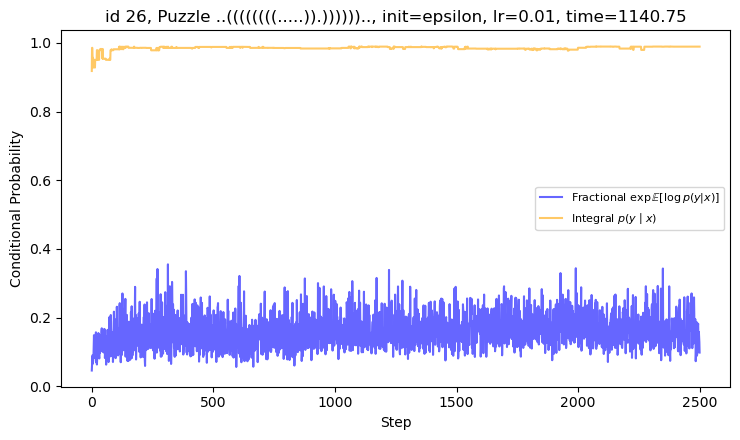 id 26, Puzzle ..((((((((.....)).)))))).., init=epsilon, lr=0.01, time=1140.75
1.0
0.8
0.6
0.4
0.2
0.0
Conditional Probability
Fractional exp𝔼[log p(y|x)]
Integral p(y | x)
0
500
1000
1500
2000
2500
Step